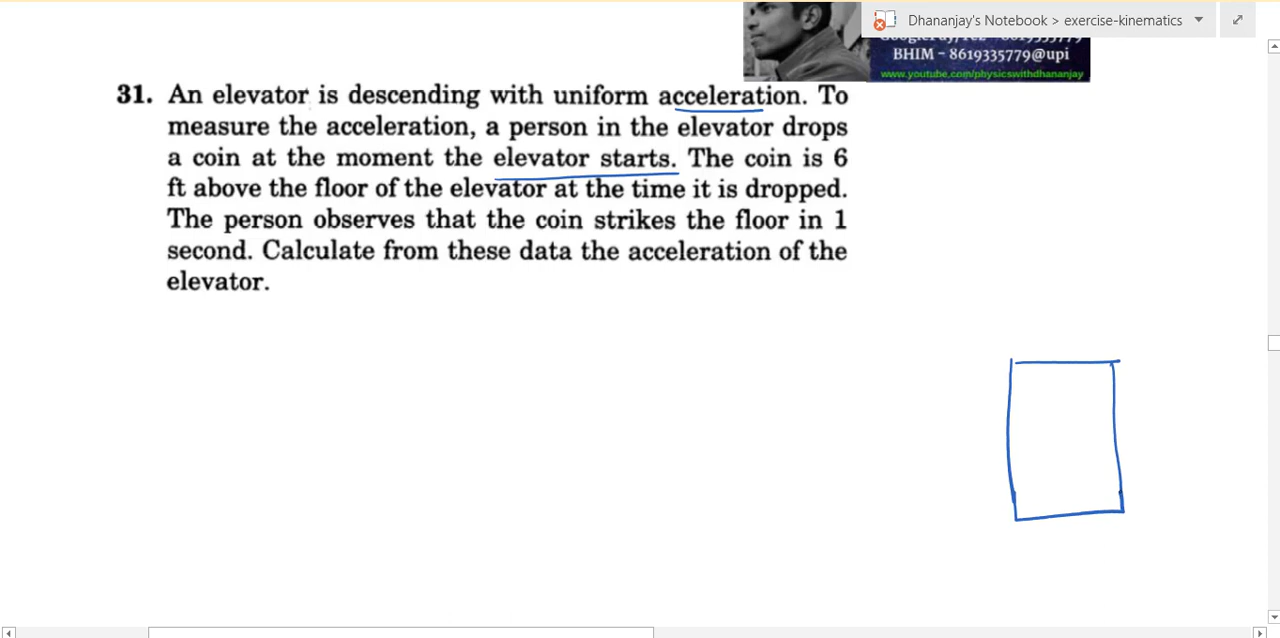 Dhananjay's Notebook > exercise-kinematics
BHIM - 8619335779@upi
www.youtube.com/physicswithdhananjay
31. An elevator is descending with uniform acceleration. To
measure the acceleration, a person in the elevator drops
a coin at the moment the elevator starts. The coin is 6
ft above the floor of the elevator at the time it is dropped.
The person observes that the coin strikes the floor in 1
second. Calculate from these data the acceleration of the
elevator.